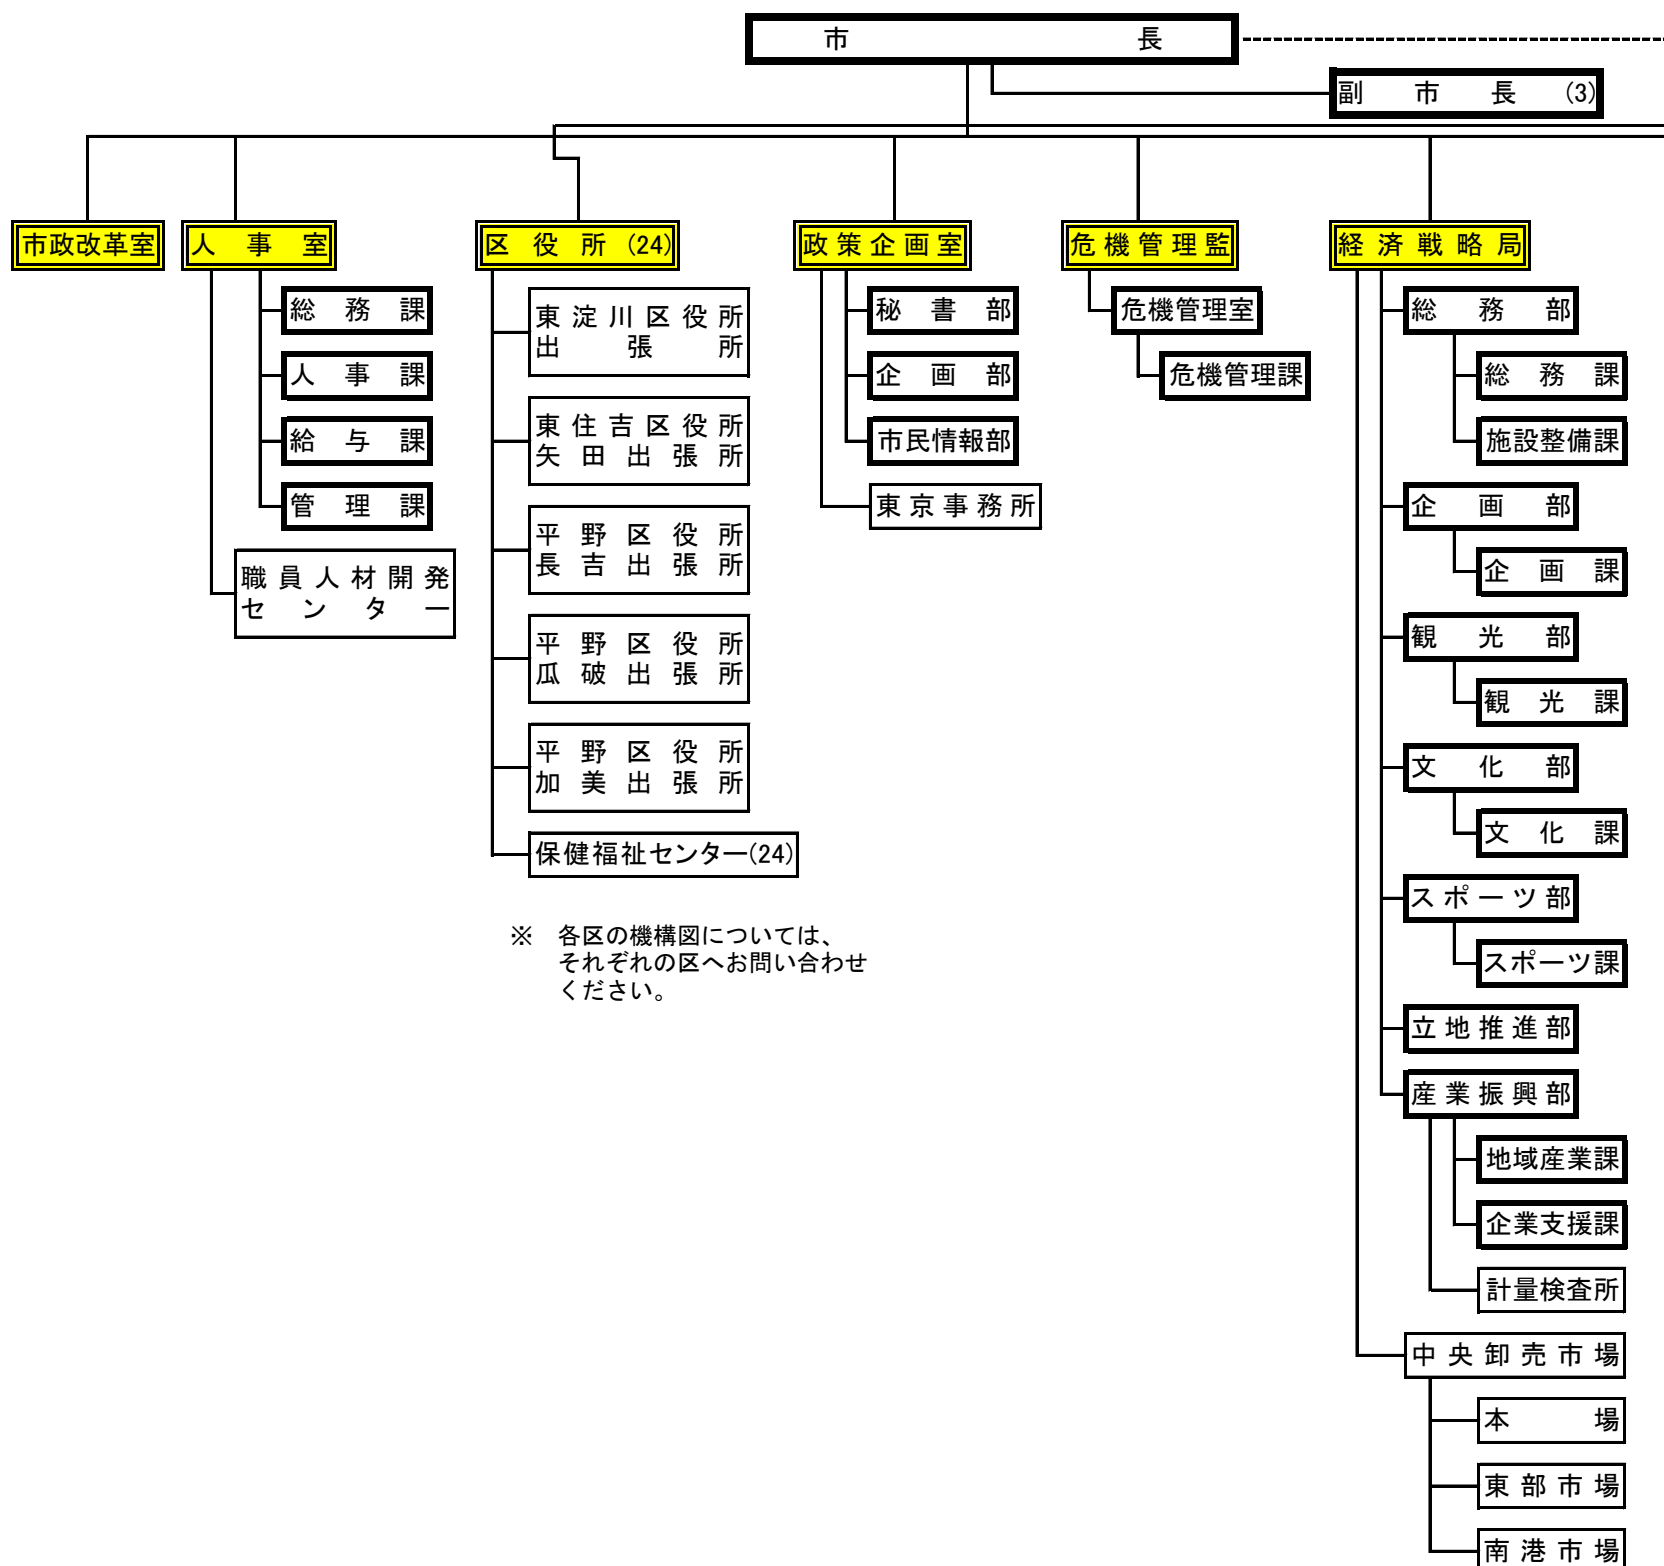 市長
副市長 (3)
市政改革室
人事室
区役所 (24)
政策企画室
危機管理監
経済戦略局
総務課
人事課
給与課
管理課
職員人材開発
センター
東淀川区役所
出張所
東住吉区役所
矢田出張所
平野区役所
長吉出張所
平野区役所
瓜破出張所
平野区役所
加美出張所
保健福祉センター(24)
※ 各区の機構図については、
それぞれの区へお問い合わせ
ください。
秘書部
企画部
市民情報部
東京事務所
危機管理室
危機管理課
総務部
総務課
施設整備課
企画部
企画課
観光部
観光課
文化部
文化課
スポーツ部
スポーツ課
立地推進部
産業振興部
地域産業課
企業支援課
計量検査所
中央卸売市場
本場
東部市場
南港市場